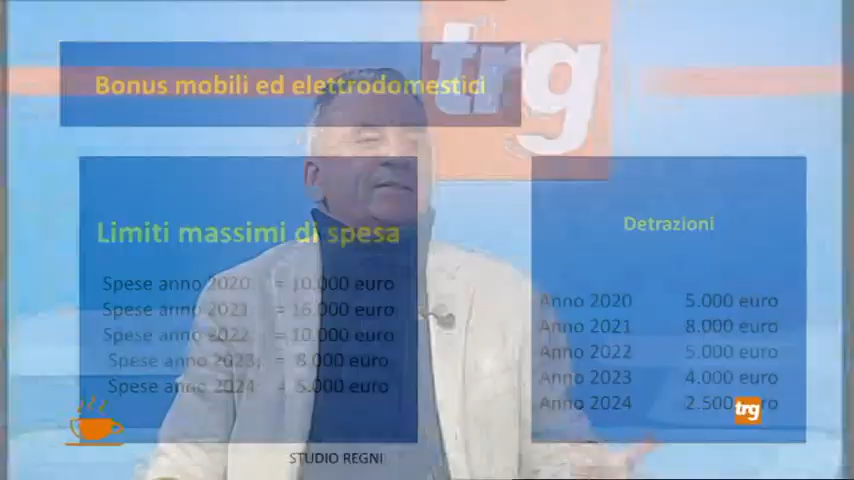 trg
Bonus mobili ed elettrodomestici
Limiti massimi di spesa
Spese anno 2020 = 10.000 euro
Spese anno 2021 = 16.000 euro
Spese anno 2022 = 10.000 euro
Spese anno 2023 = 8.000 euro
Spese anno 2024 = 5.000 euro
Detrazioni
Anno 2020 5.000 euro
Anno 2021 8.000 euro
Anno 2022 5.000 euro
Anno 2023 4.000 euro
Anno 2024 2.500
trg
STUDIO REGNI